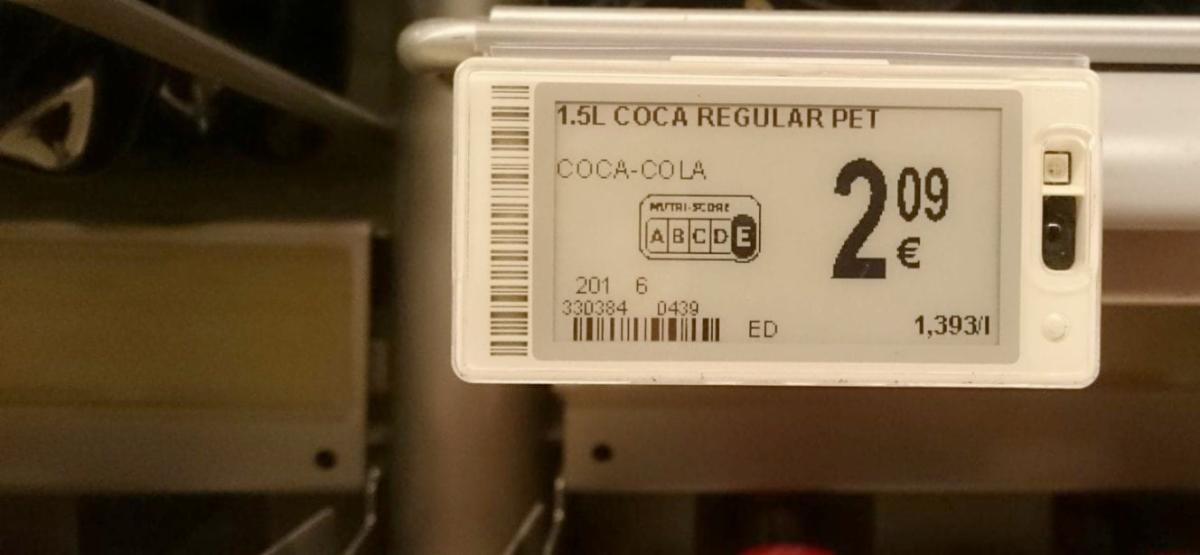 1.5L COCA REGULAR PET
COCA-COLA
NUTRI-SCORE
A B C D E
2 09
€
201 6
330384 0439
ED
1,393/l